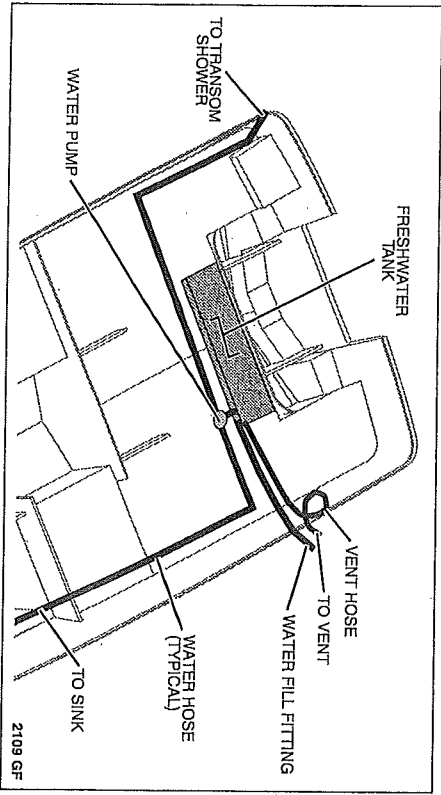 TO TRANSOM
SHOWER
WATER PUMP
FRESHWATER
TANK
VENT HOSE
TO VENT
WATER FILL FITTING
WATER HOSE
(TYPICAL)
TO SINK
2109 GF